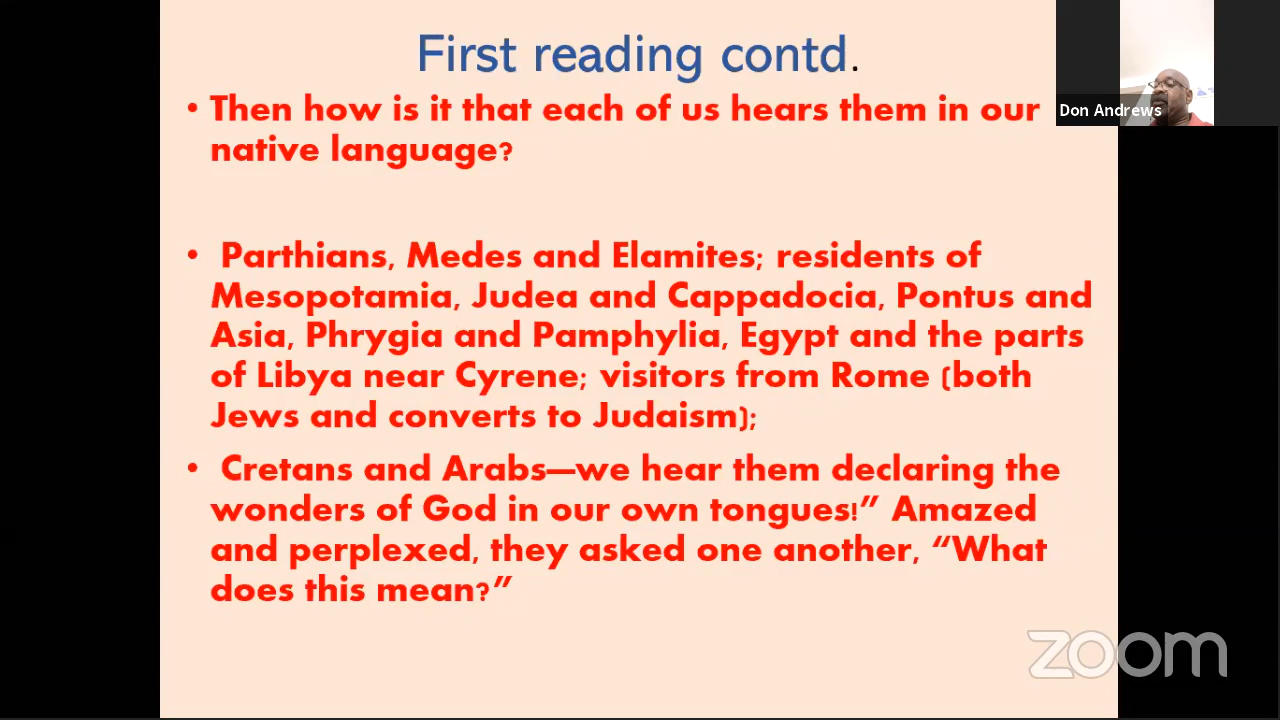 First reading contd.
• Then how is it that each of us hears them in our
native language?
• Parthians, Medes and Elamites; residents of
Mesopotamia, Judea and Cappadocia, Pontus and
Asia, Phrygia and Pamphylia, Egypt and the parts
of Libya near Cyrene; visitors from Rome (both
Jews and converts to Judaism);
• Cretans and Arabs—we hear them declaring the
wonders of God in our own tongues!” Amazed
and perplexed, they asked one another, “What
does this mean?”
Don Andrews
zoom